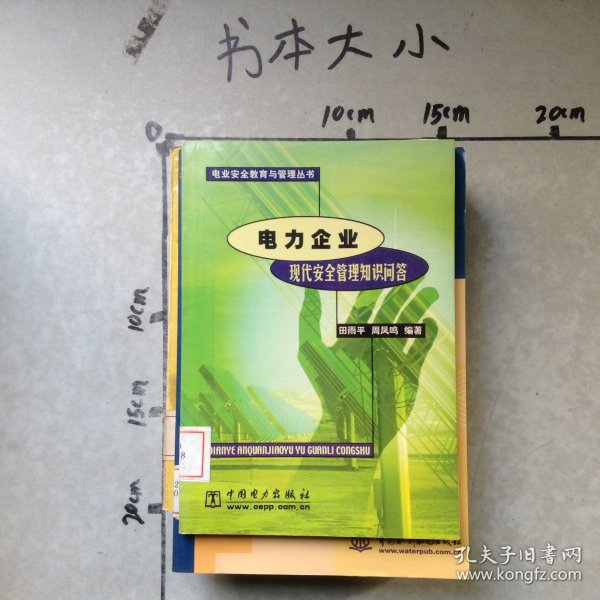 书本大小
10cm
15cm
20cm
0
10cm
15cm
20cm
电业安全教育与管理丛书
电力企业
现代安全管理知识问答
田雨平 周凤鸣 编著
DIANYE ANQUANJIAOYU YU GUANLI CONGSHU
8
2
0
中国电力出版社
www.cepp.com.cn
www.waterpub.com.
孔夫子旧书网
www.kongfz.com